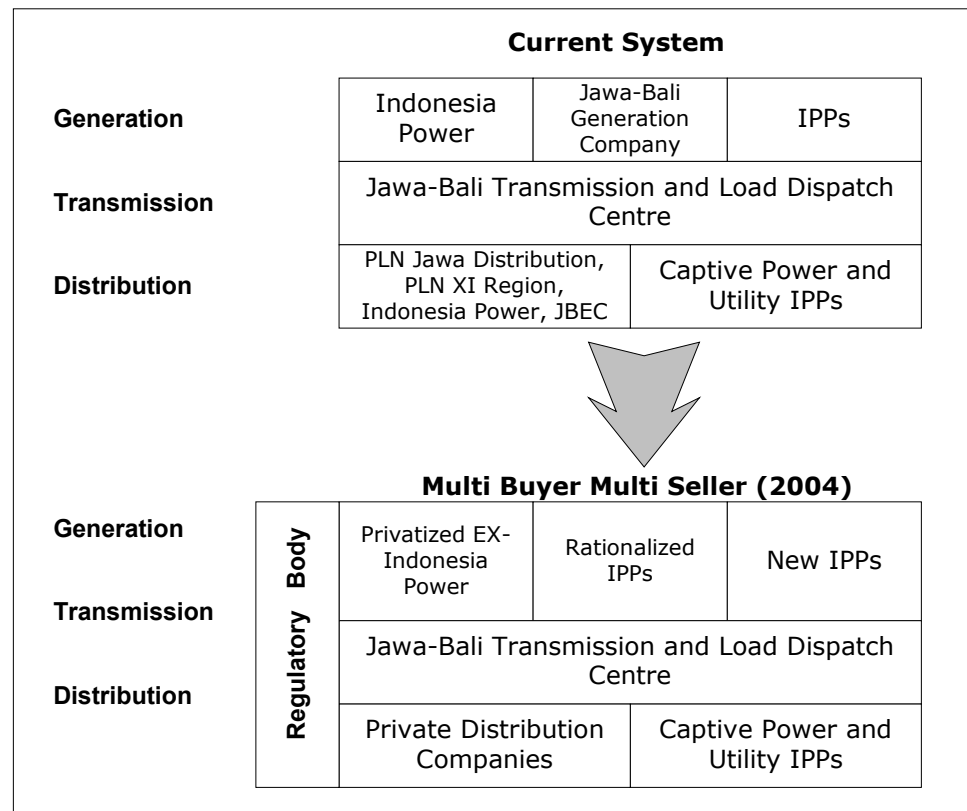 Current System
Generation
Indonesia
Power
Jawa-Bali
Generation
Company
IPPs
Transmission
Jawa-Bali Transmission and Load Dispatch
Centre
Distribution
PLN Jawa Distribution,
PLN XI Region,
Indonesia Power, JBEC
Captive Power and
Utility IPPs
Multi Buyer Multi Seller (2004)
Generation
Transmission
Distribution
Regulatory Body
Privatized EX-
Indonesia
Power
Rationalized
IPPs
New IPPs
Jawa-Bali Transmission and Load Dispatch
Centre
Private Distribution
Companies
Captive Power and
Utility IPPs